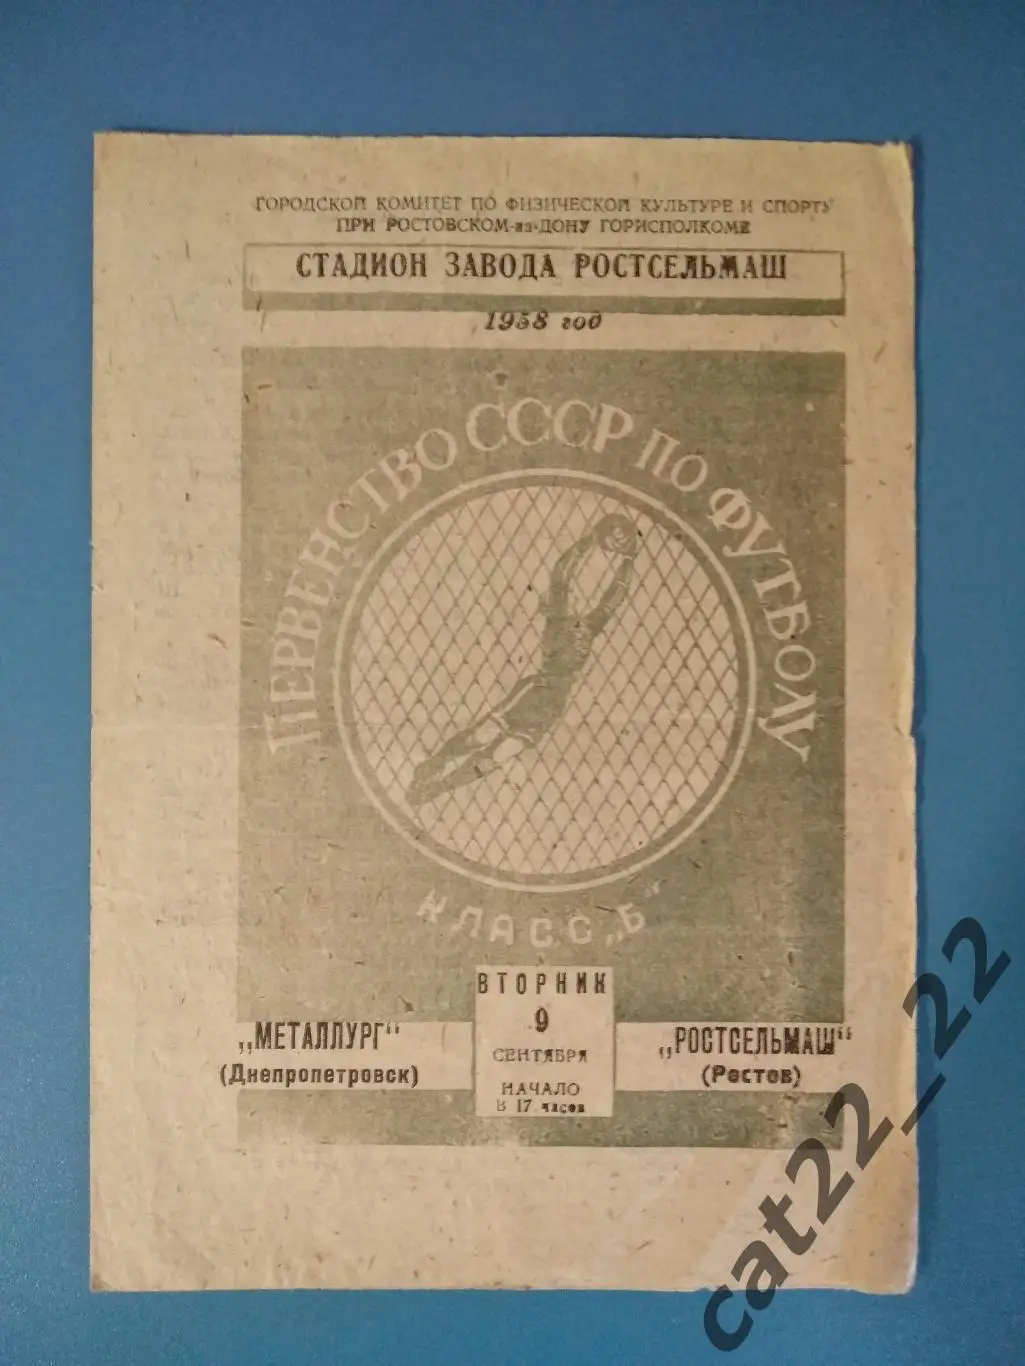 ГОРОДСКОЙ КОМИТЕТ ПО ФИЗИЧЕСКОЙ КУЛЬТУРЕ И СПОРТУ
ПРИ РОСТОВСКОМ-на-ДОНУ ГОРИСПОЛКОМЕ
СТАДИОН ЗАВОДА РОСТСЕЛЬМАШ
1958 год
ПЕРВЕНСТВО СССР ПО ФУТБОЛУ
КЛАСС „Б"
ВТОРНИК
9
СЕНТЯБРЯ
НАЧАЛО
В 17 часов
„МЕТАЛЛУРГ"
(Днепропетровск)
„РОСТСЕЛЬМАШ"
(Ростов)
cat22_22